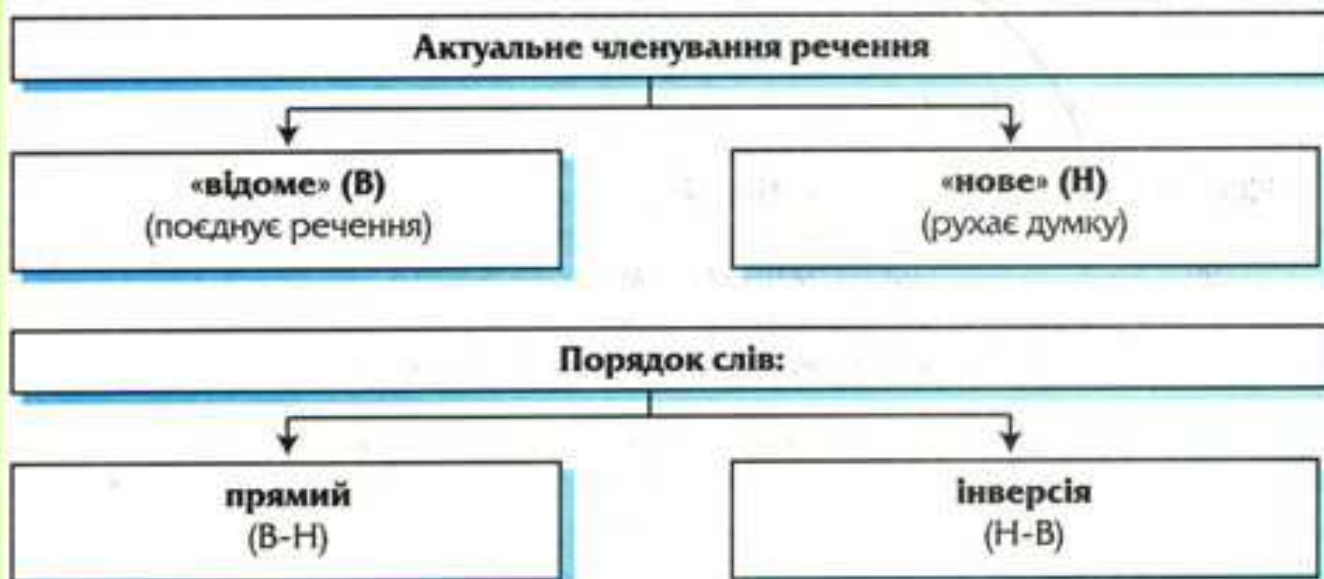 Актуальне членування речення
«відоме» (В)
(поєднує речення)
«нове» (Н)
(рухає думку)
Порядок слів:
прямий
(В-Н)
інверсія
(Н-В)